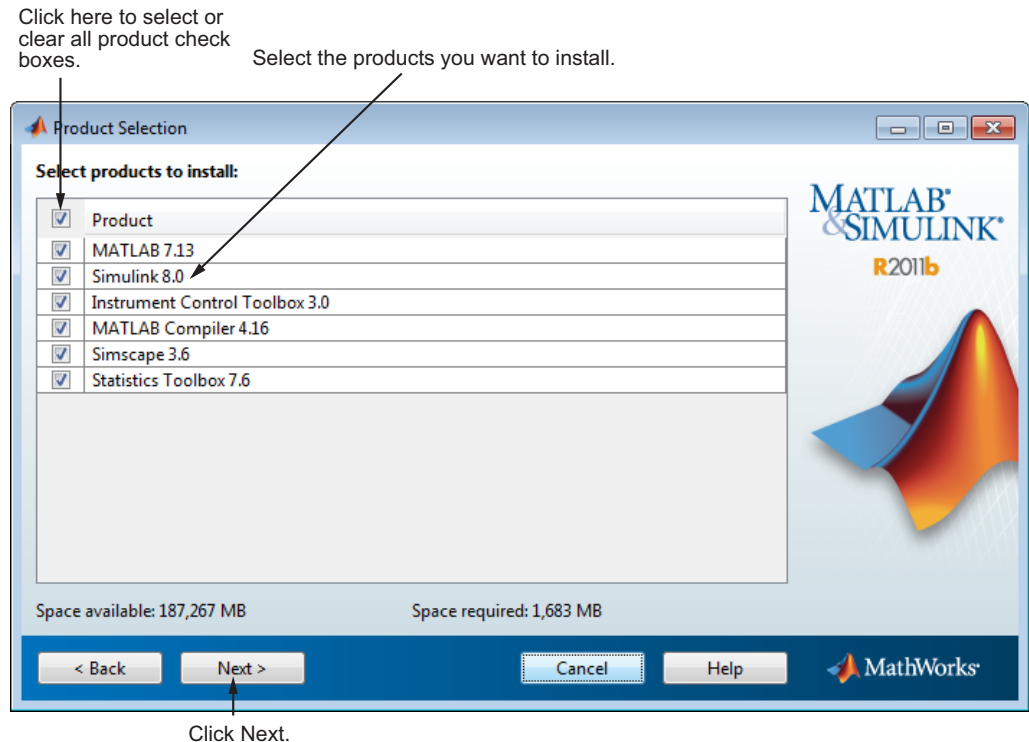 Click here to select or
clear all product check
boxes.
Select the products you want to install.
Product Selection
Select products to install:
Product
MATLAB 7.13
Simulink 8.0
Instrument Control Toolbox 3.0
MATLAB Compiler 4.16
Simscape 3.6
Statistics Toolbox 7.6
MATLAB®
&SIMULINK®
R2011b
Space available: 187,267 MB
Space required: 1,683 MB
< Back
Next >
Cancel
Help
MathWorks®
Click Next.